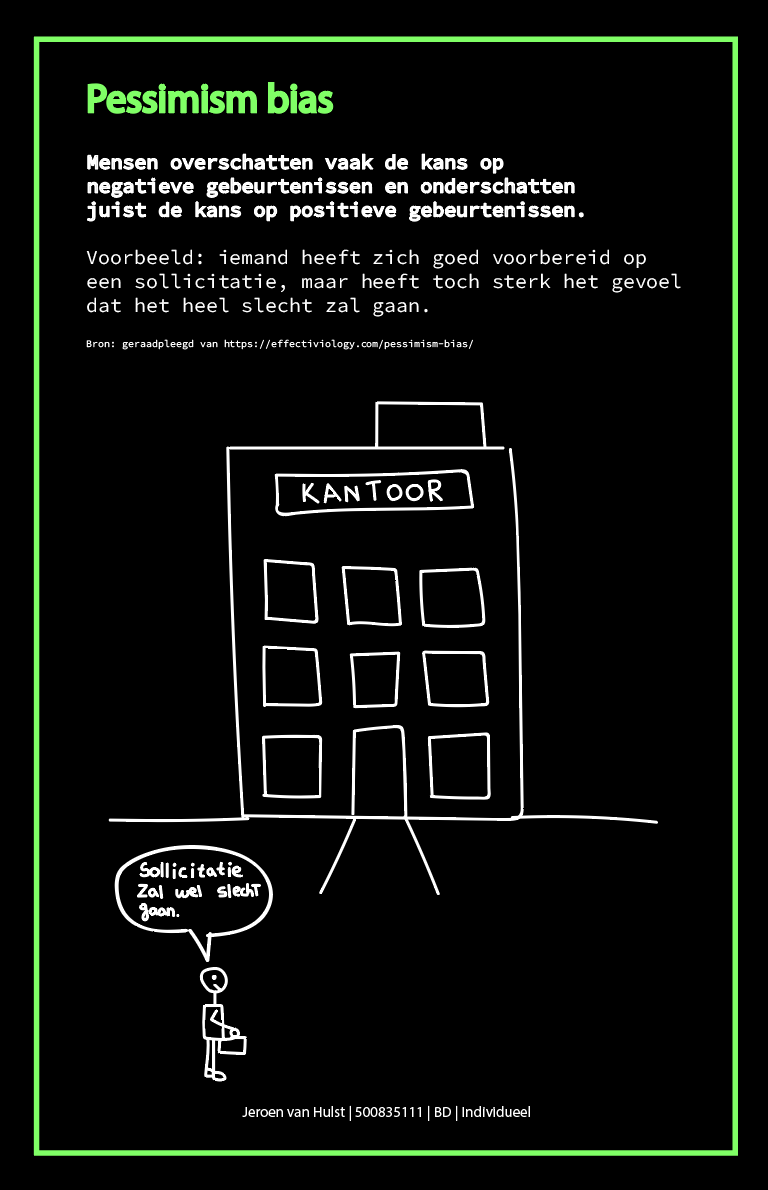 Pessimism bias
Mensen overschatten vaak de kans op
negatieve gebeurtenissen en onderschatten
juist de kans op positieve gebeurtenissen.
Voorbeeld: iemand heeft zich goed voorbereid op
een sollicitatie, maar heeft toch sterk het gevoel
dat het heel slecht zal gaan.
Bron: geraadpleegd van https://effectiviology.com/pessimism-bias/
KANTOOR
Sollicitatie
Zal wel slecht
gaan.
Jeroen van Hulst | 500835111 | BD | Individueel